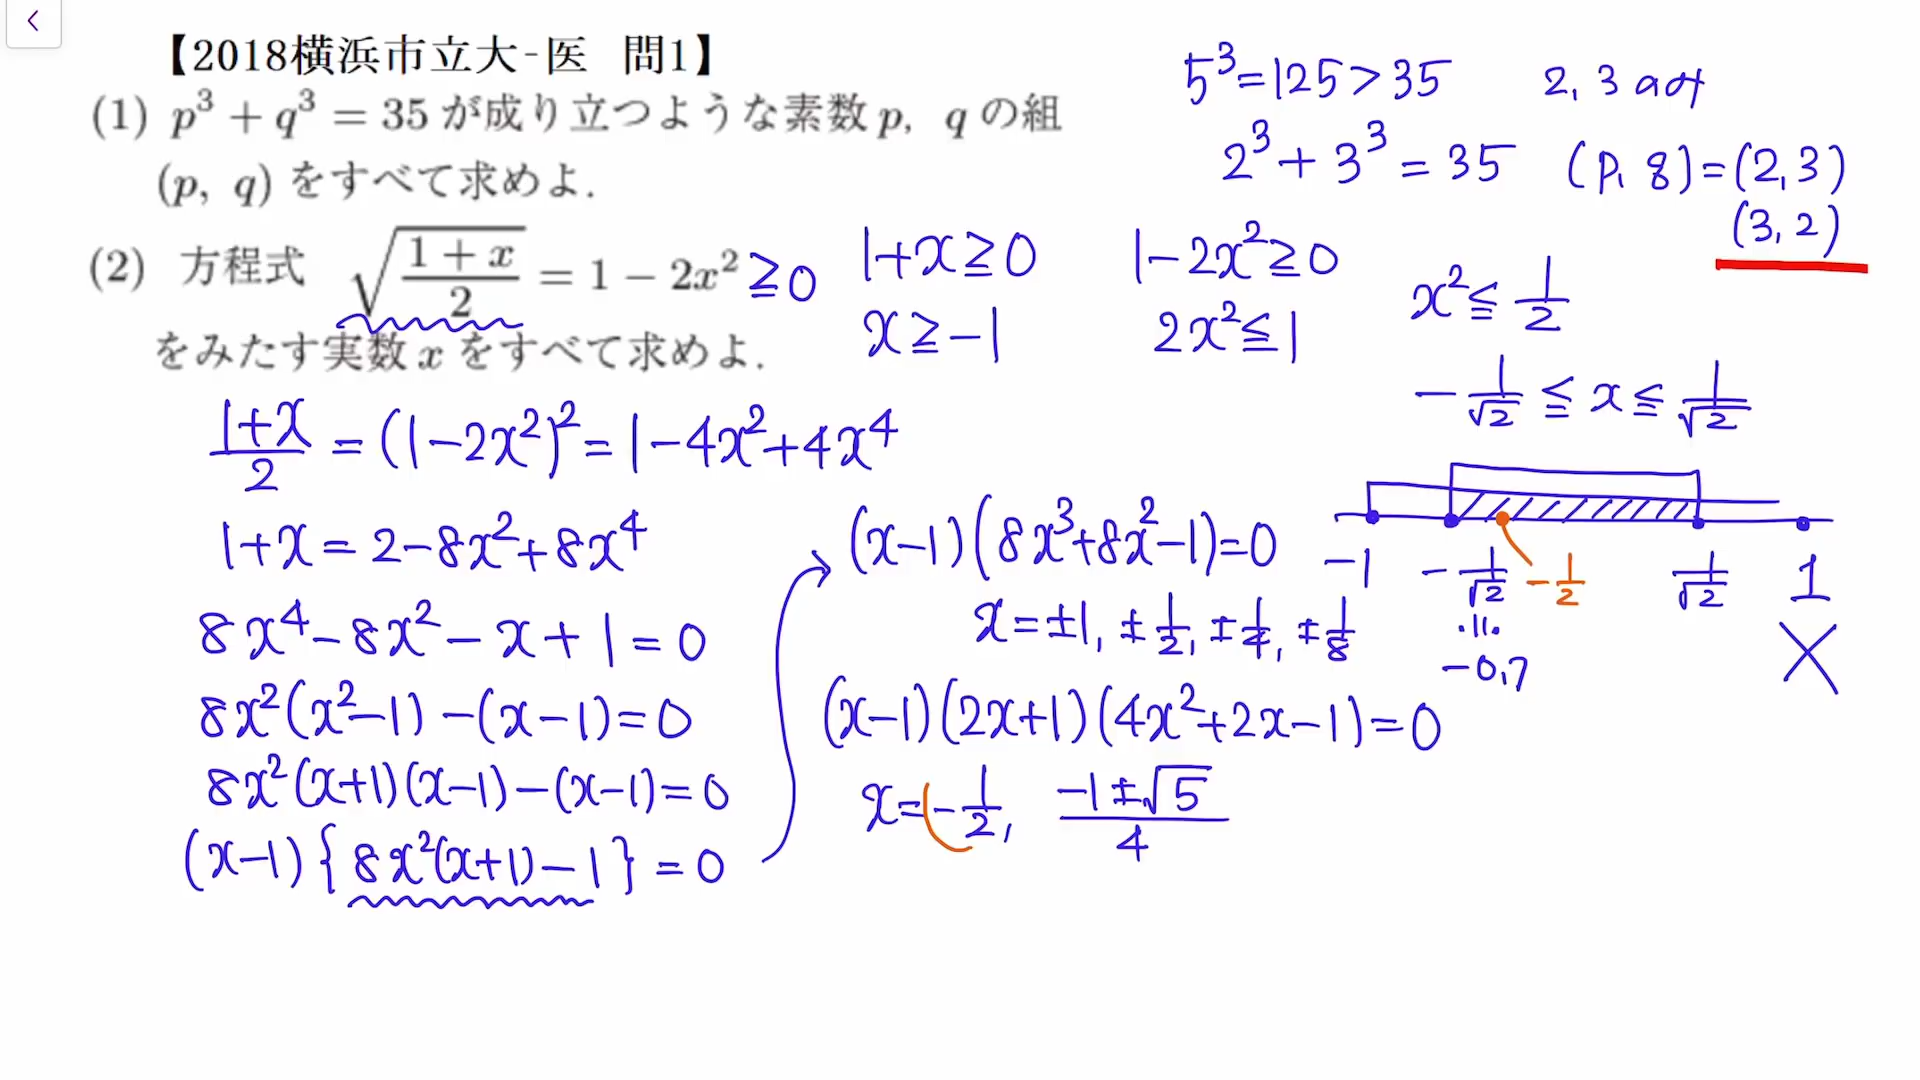 【2018横浜市立大-医 問1】
(1) p³ + q³ = 35 が成り立つような素数 p, q の組
(p, q) をすべて求めよ.
(2) 方程式 √((1 + x)/2) = 1 − 2x² ≧0
をみたす実数 x をすべて求めよ.
5³=125>35
2³+3³=35 (p, q)=(2,3)
(3,2)
1+x≧0
x≧−1
1−2x²≧0
2x²≦1
x²≦1/2
−1/√2≦x≦1/√2
−1 −1/√2 −1/2 1/√2 1
−0.7 ×
(1+x)/2=(1−2x²)²=1−4x²+4x⁴
1+x=2−8x²+8x⁴
8x⁴−8x²−x+1=0
8x²(x²−1)−(x−1)=0
8x²(x+1)(x−1)−(x−1)=0
(x−1){8x²(x+1)−1}=0
(x−1)(8x³+8x²−1)=0
x=±1, ±1/2, ±1/4, ±1/8
(x−1)(2x+1)(4x²+2x−1)=0
x=−1/2, (−1±√5)/4